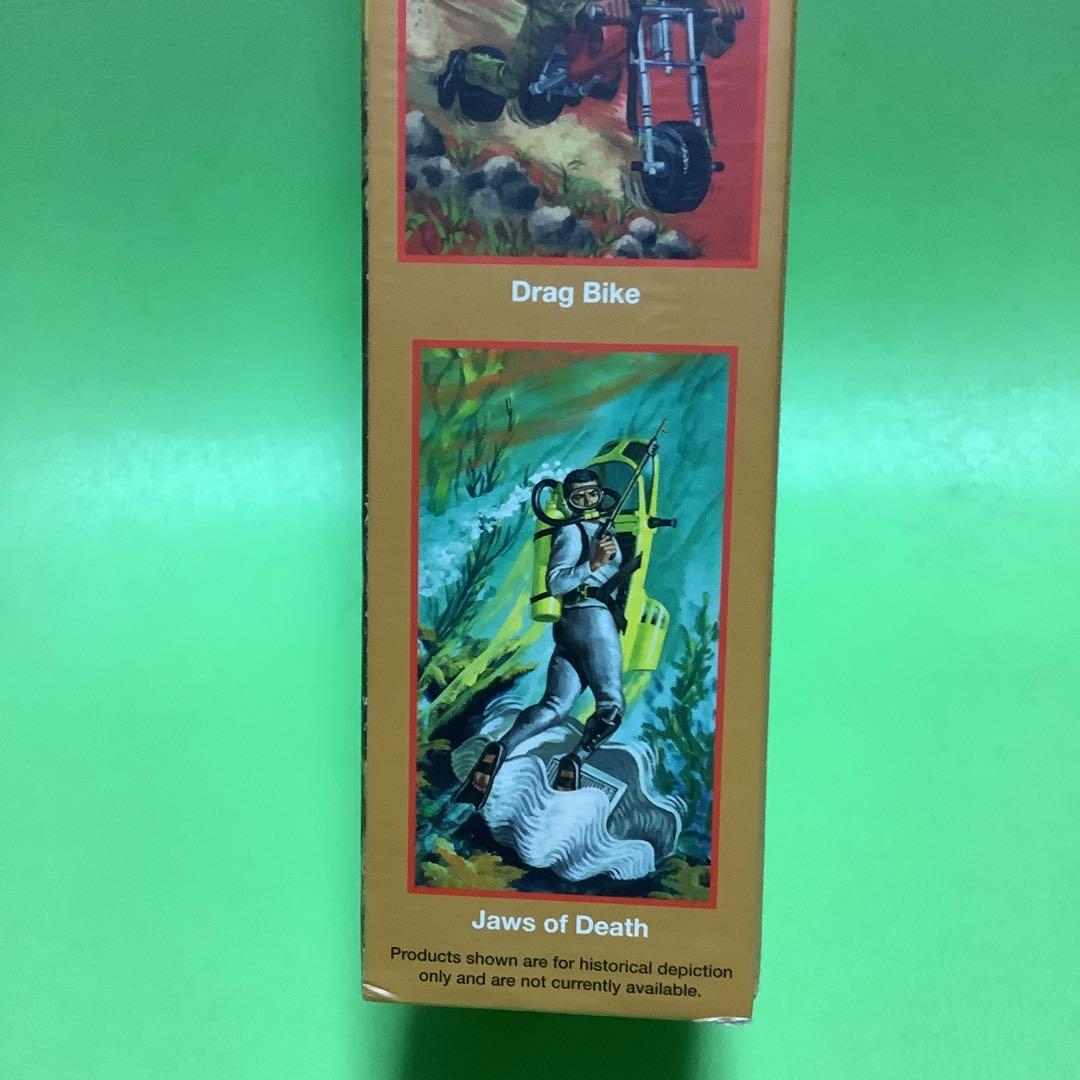 Drag Bike
Jaws of Death
Products shown are for historical depiction
only and are not currently available.